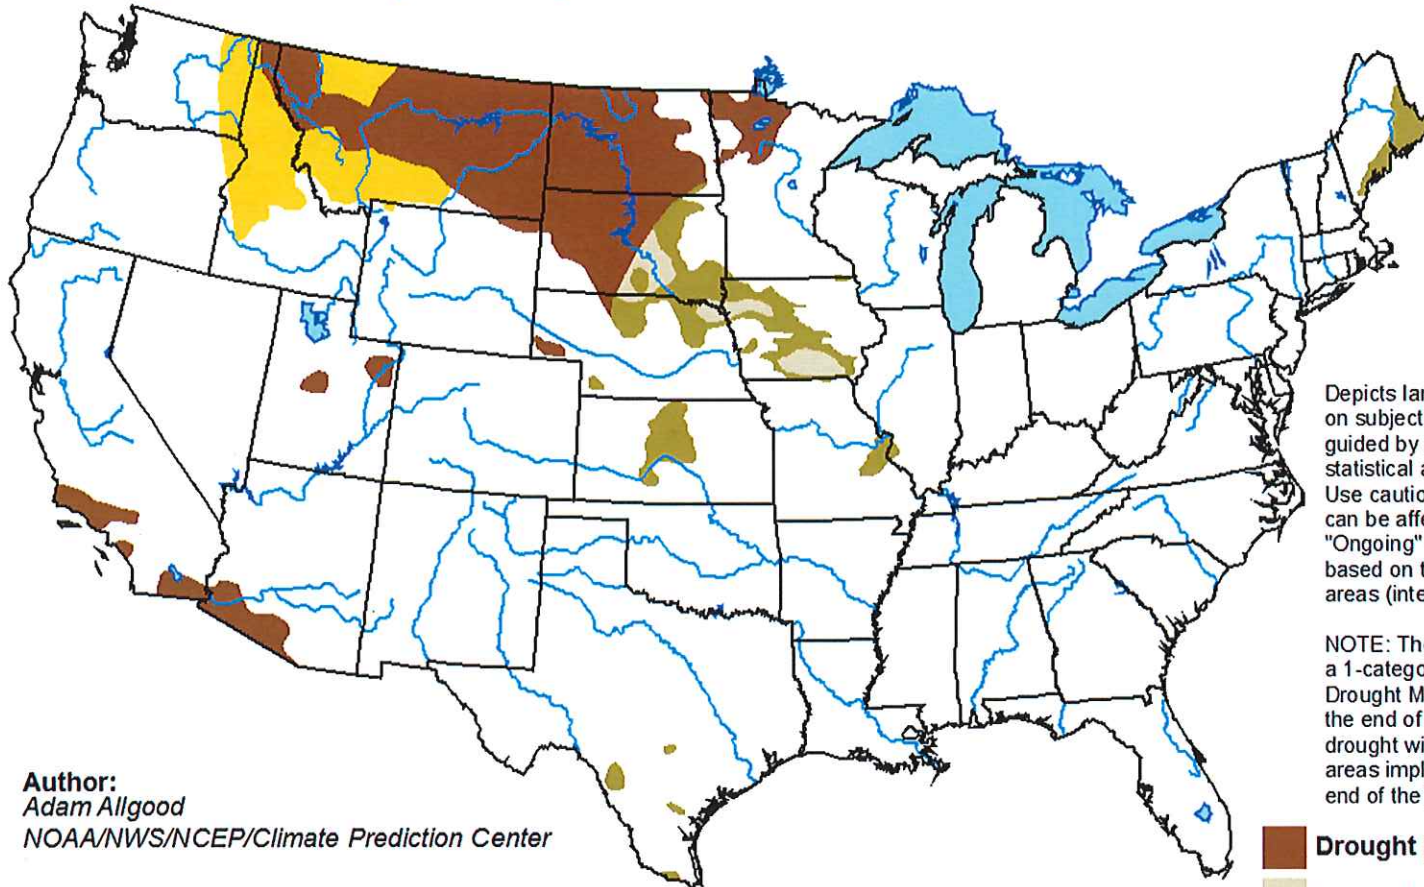 Depicts lar
on subject
guided by
statistical a
Use cautio
can be affe
"Ongoing"
based on t
areas (inte
NOTE: The
a 1-catego
Drought M
the end of
drought wi
areas impl
end of the
Author:
Adam Allgood
NOAA/NWS/NCEP/Climate Prediction Center
Drought